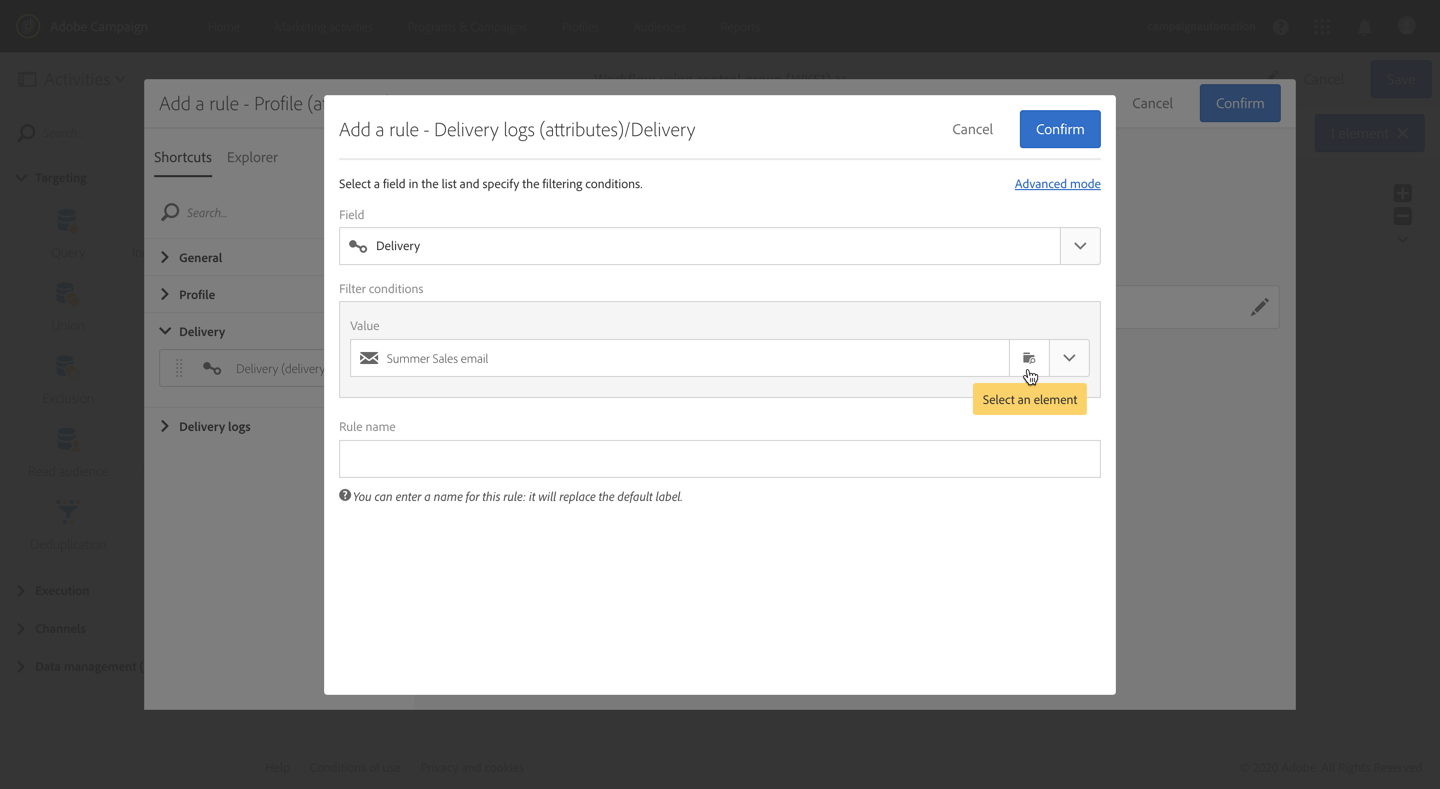 Adobe Campaign
Home
Marketing activities
Programs & Campaigns
Profiles
Audiences
Reports
Activities
Cancel
Save
Search...
1 element
Targeting
Query
Union
Exclusion
Read audience
Deduplication
Execution
Channels
Data management
Add a rule - Profile (at
Cancel
Confirm
Shortcuts
Explorer
Search...
General
Profile
Delivery
Delivery (delivery
Delivery logs
Add a rule - Delivery logs (attributes)/Delivery
Cancel
Confirm
Select a field in the list and specify the filtering conditions.
Advanced mode
Field
Delivery
Filter conditions
Value
Summer Sales email
Select an element
Rule name
You can enter a name for this rule: it will replace the default label.
Help
Conditions of use
Privacy and cookies
© 2020 Adobe. All Rights Reserved.